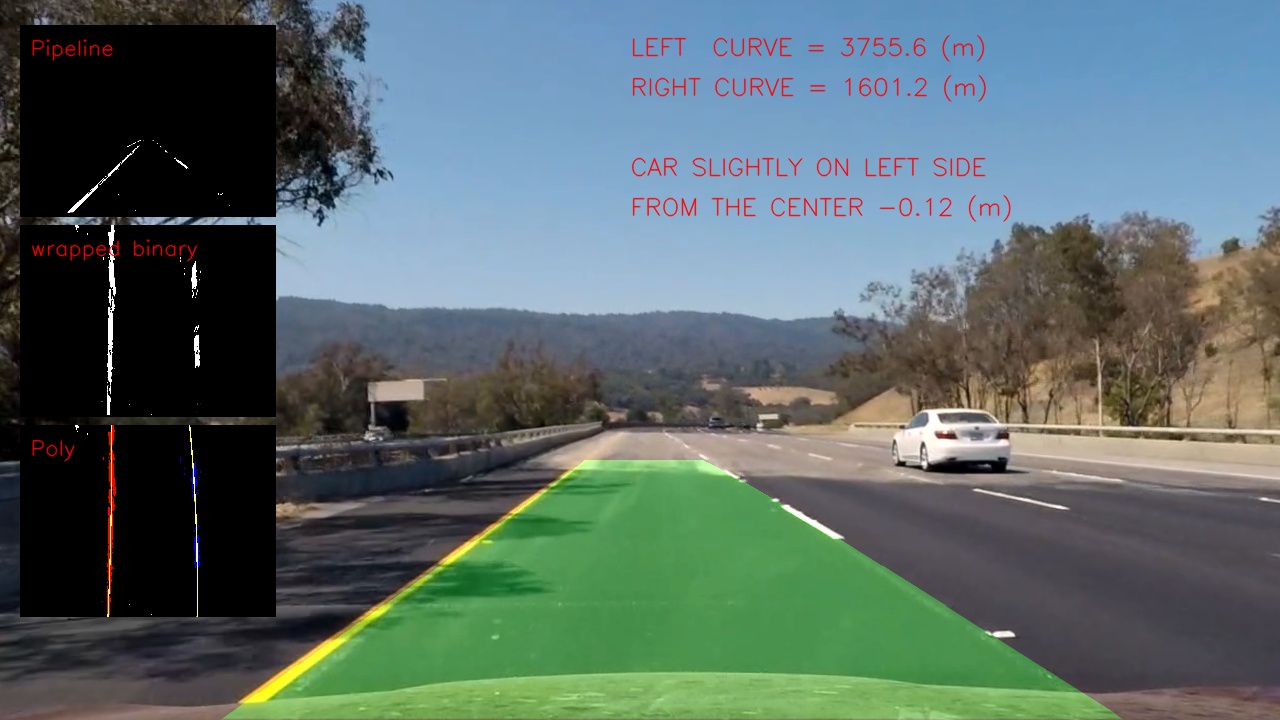 Pipeline
wrapped binary
Poly
LEFT CURVE = 3755.6 (m)
RIGHT CURVE = 1601.2 (m)
CAR SLIGHTLY ON LEFT SIDE
FROM THE CENTER -0.12 (m)